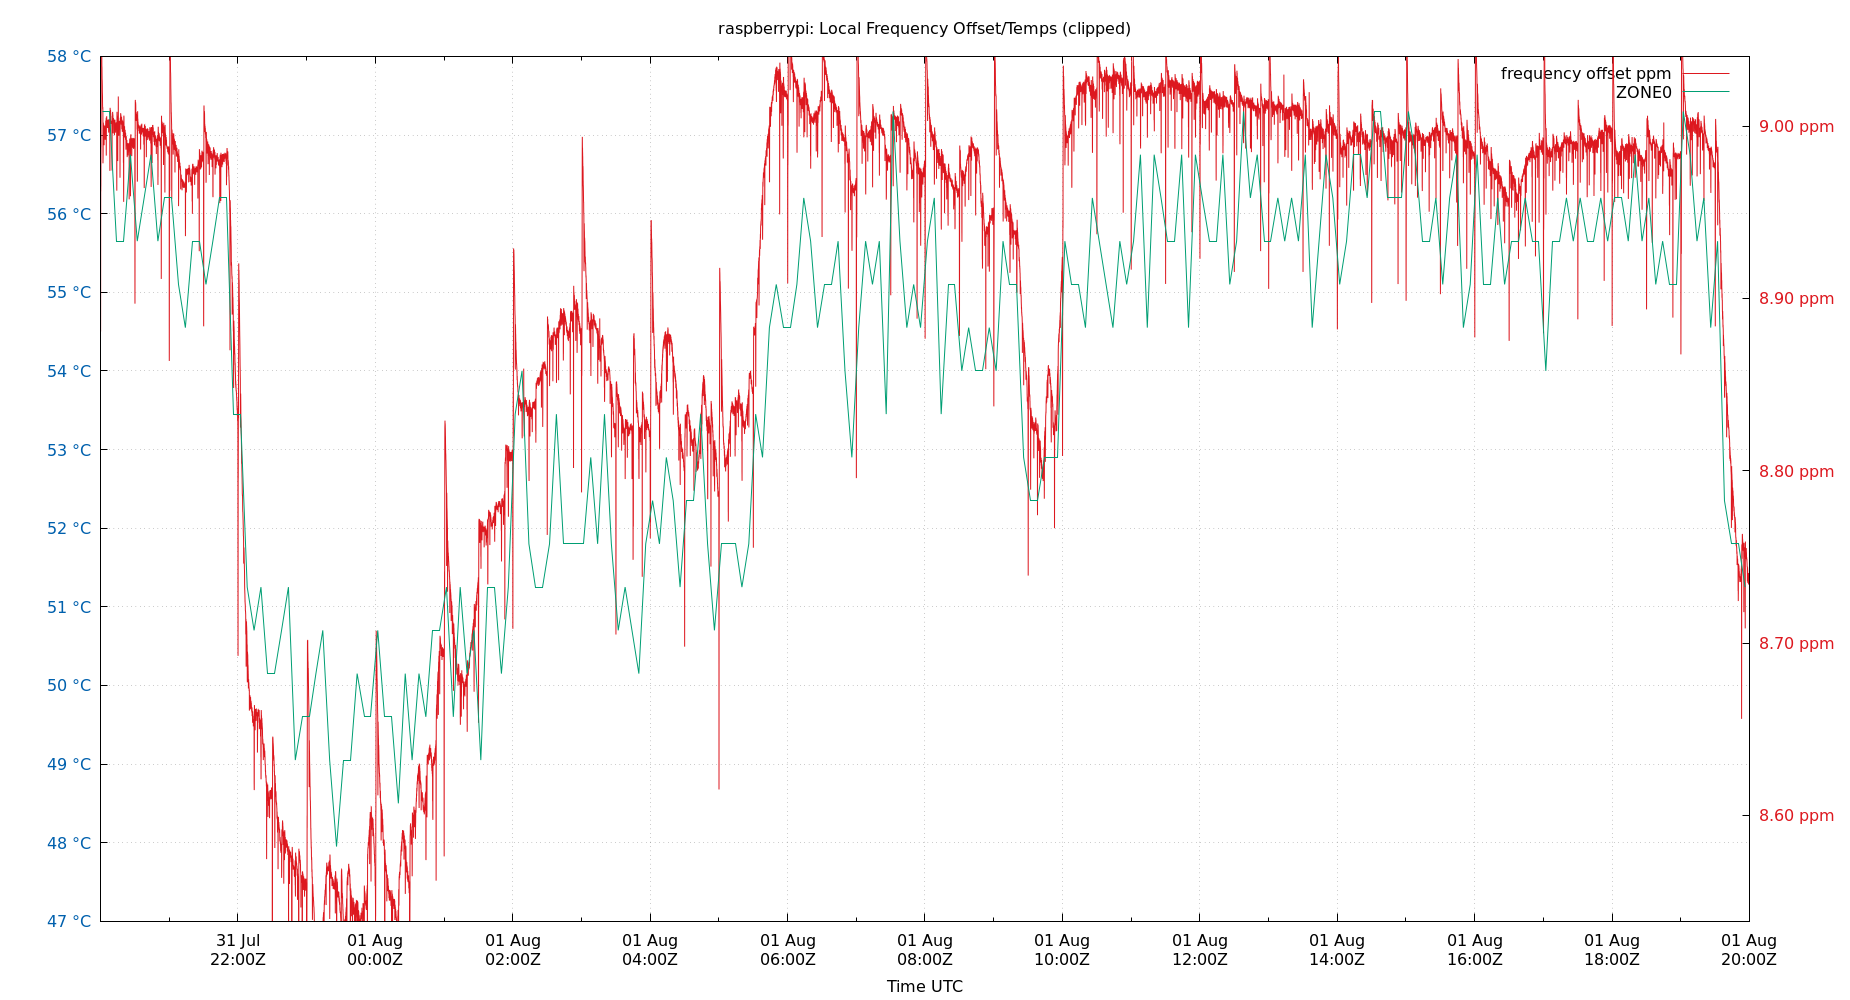 raspberrypi: Local Frequency Offset/Temps (clipped)
58 °C
57 °C
56 °C
55 °C
54 °C
53 °C
52 °C
51 °C
50 °C
49 °C
48 °C
47 °C
frequency offset ppm
ZONE0
9.00 ppm
8.90 ppm
8.80 ppm
8.70 ppm
8.60 ppm
31 Jul 01 Aug 01 Aug 01 Aug 01 Aug 01 Aug 01 Aug 01 Aug 01 Aug 01 Aug 01 Aug 01 Aug
22:00Z 00:00Z 02:00Z 04:00Z 06:00Z 08:00Z 10:00Z 12:00Z 14:00Z 16:00Z 18:00Z 20:00Z
Time UTC